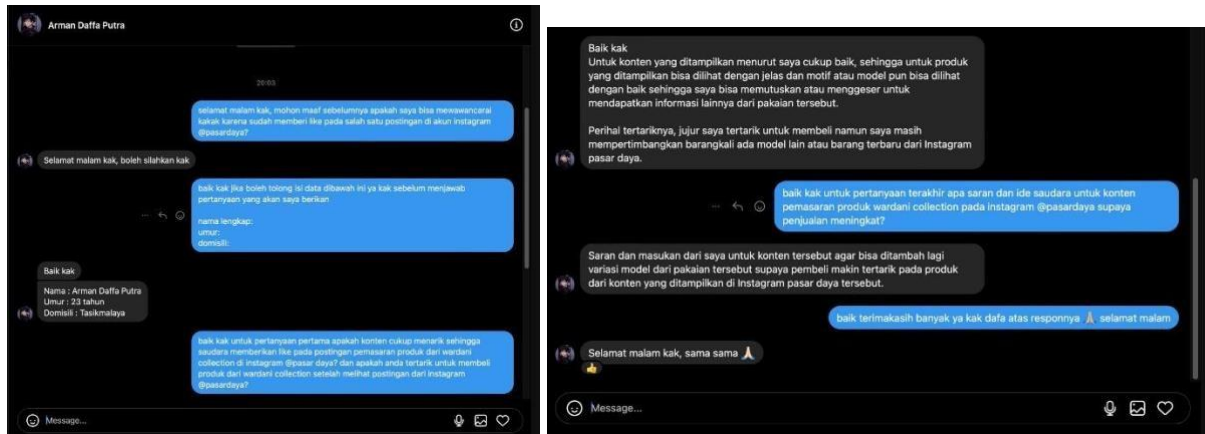 Arman Daffa Putra
20:03
selamat malam kak, mohon maaf sebelumnya apakah saya bisa mewawancarai
kakak karena sudah memberi like pada salah satu postingan di akun instagram
@pasardaya?
Selamat malam kak, boleh silahkan kak
baik kak jika boleh tolong isi data dibawah ini ya kak sebelum menjawab
pertanyaan yang akan saya berikan
nama lengkap:
umur:
domisili:
Baik kak
Nama : Arman Daffa Putra
Umur : 23 tahun
Domisili : Tasikmalaya
baik kak untuk pertanyaan pertama apakah konten cukup menarik sehingga
saudara memberikan like pada postingan pemasaran produk dari wardani
collection di instagram @pasar daya? dan apakah anda tertarik untuk membeli
produk dari wardani collection setelah melihat postingan dari instagram
@pasardaya?
Message...
Baik kak
Untuk konten yang ditampilkan menurut saya cukup baik, sehingga untuk produk
yang ditampilkan bisa dilihat dengan jelas dan motif atau model pun bisa dilihat
dengan baik sehingga saya bisa memutuskan atau menggeser untuk
mendapatkan informasi lainnya dari pakaian tersebut.
Perihal tertariknya, jujur saya tertarik untuk membeli namun saya masih
mempertimbangkan barangkali ada model lain atau barang terbaru dari Instagram
pasar daya.
baik kak untuk pertanyaan terakhir apa saran dan ide saudara untuk konten
pemasaran produk wardani collection pada instagram @pasardaya supaya
penjualan meningkat?
Saran dan masukan dari saya untuk konten tersebut agar bisa ditambah lagi
variasi model dari pakaian tersebut supaya pembeli makin tertarik pada produk
dari konten yang ditampilkan di Instagram pasar daya tersebut.
baik terimakasih banyak ya kak dafa atas responnya 🙏 selamat malam
Selamat malam kak, sama sama 🙏
👍
Message...